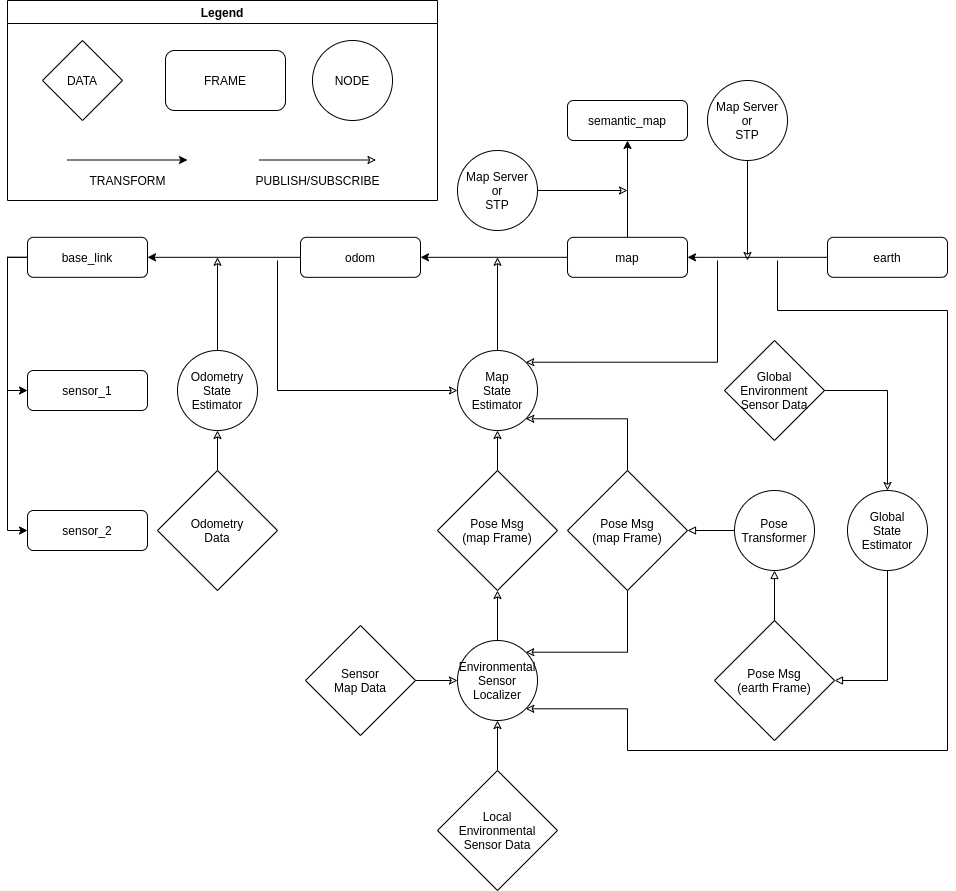 Legend
DATA
FRAME
NODE
TRANSFORM
PUBLISH/SUBSCRIBE
semantic_map
Map Server
or
STP
Map Server
or
STP
base_link
odom
map
earth
sensor_1
Odometry
State
Estimator
Map
State
Estimator
Global
Environment
Sensor Data
sensor_2
Odometry
Data
Pose Msg
(map Frame)
Pose Msg
(map Frame)
Pose
Transformer
Global
State
Estimator
Sensor
Map Data
Environmental
Sensor
Localizer
Pose Msg
(earth Frame)
Local
Environmental
Sensor Data